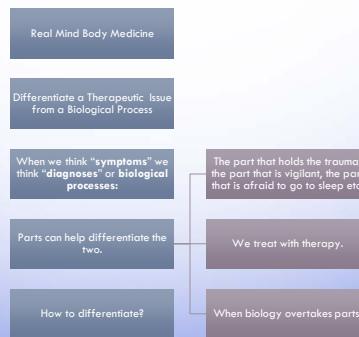 Real Mind Body Medicine
Differentiate a Therapeutic Issue
from a Biological Process
When we think “symptoms” we
think “diagnoses” or biological
processes:
Parts can help differentiate the
two.
How to differentiate?
The part that holds the trauma
the part that is vigilant, the
that is afraid to go to sleep
We treat with therapy.
When biology overtakes parts